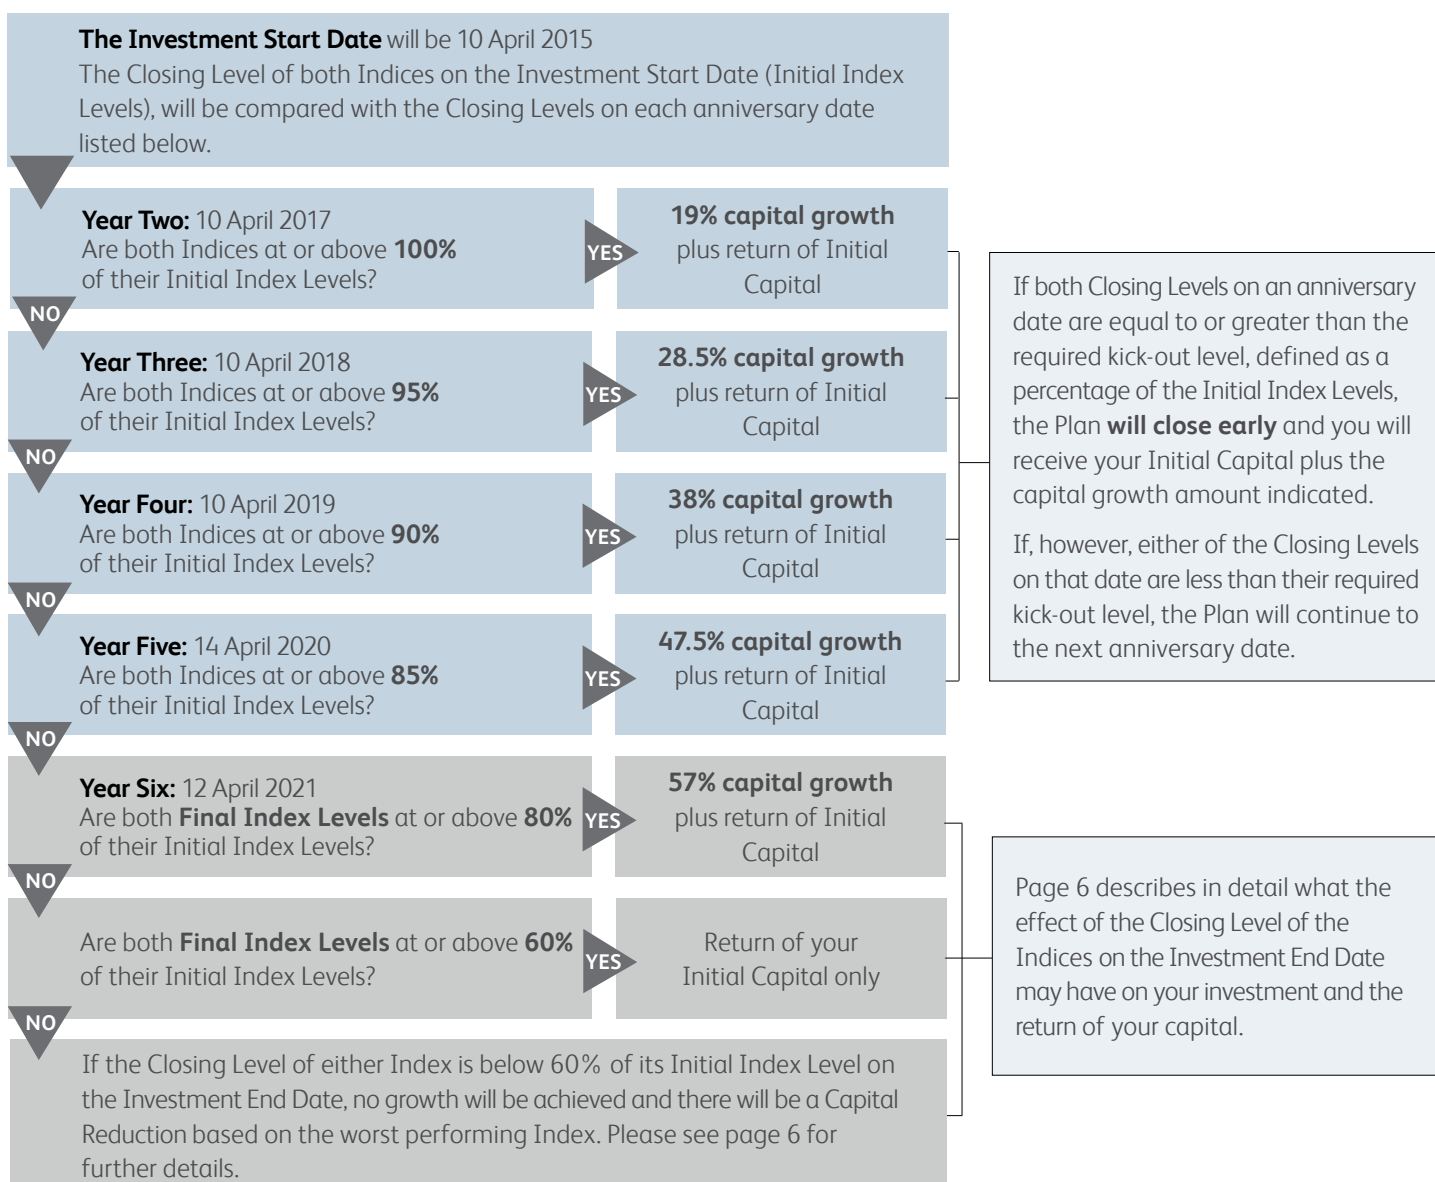 The Investment Start Date will be 10 April 2015
The Closing Level of both Indices on the Investment Start Date (Initial Index
Levels), will be compared with the Closing Levels on each anniversary date
listed below.
Year Two: 10 April 2017
Are both Indices at or above 100%
of their Initial Index Levels?
YES
19% capital growth
plus return of Initial
Capital
NO
Year Three: 10 April 2018
Are both Indices at or above 95%
of their Initial Index Levels?
YES
28.5% capital growth
plus return of Initial
Capital
NO
Year Four: 10 April 2019
Are both Indices at or above 90%
of their Initial Index Levels?
YES
38% capital growth
plus return of Initial
Capital
NO
Year Five: 14 April 2020
Are both Indices at or above 85%
of their Initial Index Levels?
YES
47.5% capital growth
plus return of Initial
Capital
If both Closing Levels on an anniversary
date are equal to or greater than the
required kick-out level, defined as a
percentage of the Initial Index Levels,
the Plan will close early and you will
receive your Initial Capital plus the
capital growth amount indicated.
If, however, either of the Closing Levels
on that date are less than their required
kick-out level, the Plan will continue to
the next anniversary date.
NO
Year Six: 12 April 2021
Are both Final Index Levels at or above 80%
of their Initial Index Levels?
YES
57% capital growth
plus return of Initial
Capital
NO
Are both Final Index Levels at or above 60%
of their Initial Index Levels?
YES
Return of your
Initial Capital only
NO
If the Closing Level of either Index is below 60% of its Initial Index Level on
the Investment End Date, no growth will be achieved and there will be a Capital
Reduction based on the worst performing Index. Please see page 6 for
further details.
Page 6 describes in detail what the
effect of the Closing Level of the
Indices on the Investment End Date
may have on your investment and the
return of your capital.